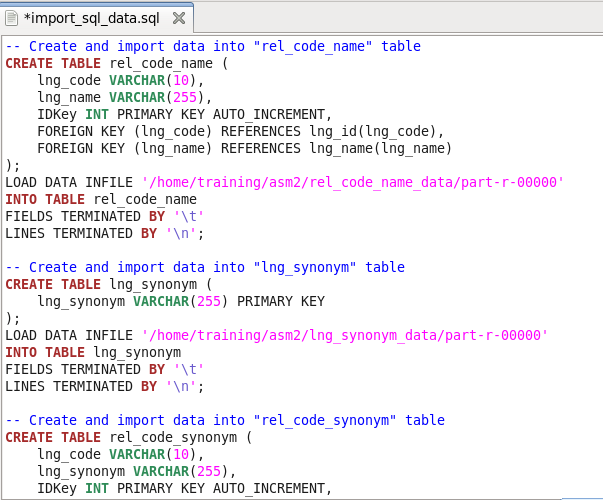 *import_sql_data.sql
-- Create and import data into "rel_code_name" table
CREATE TABLE rel_code_name (
    lng_code VARCHAR(10),
    lng_name VARCHAR(255),
    IDKey INT PRIMARY KEY AUTO_INCREMENT,
    FOREIGN KEY (lng_code) REFERENCES lng_id(lng_code),
    FOREIGN KEY (lng_name) REFERENCES lng_name(lng_name)
);
LOAD DATA INFILE '/home/training/asm2/rel_code_name_data/part-r-00000'
INTO TABLE rel_code_name
FIELDS TERMINATED BY '\t'
LINES TERMINATED BY '\n';

-- Create and import data into "lng_synonym" table
CREATE TABLE lng_synonym (
    lng_synonym VARCHAR(255) PRIMARY KEY
);
LOAD DATA INFILE '/home/training/asm2/lng_synonym_data/part-r-00000'
INTO TABLE lng_synonym
FIELDS TERMINATED BY '\t'
LINES TERMINATED BY '\n';

-- Create and import data into "rel_code_synonym" table
CREATE TABLE rel_code_synonym (
    lng_code VARCHAR(10),
    lng_synonym VARCHAR(255),
    IDKey INT PRIMARY KEY AUTO_INCREMENT,